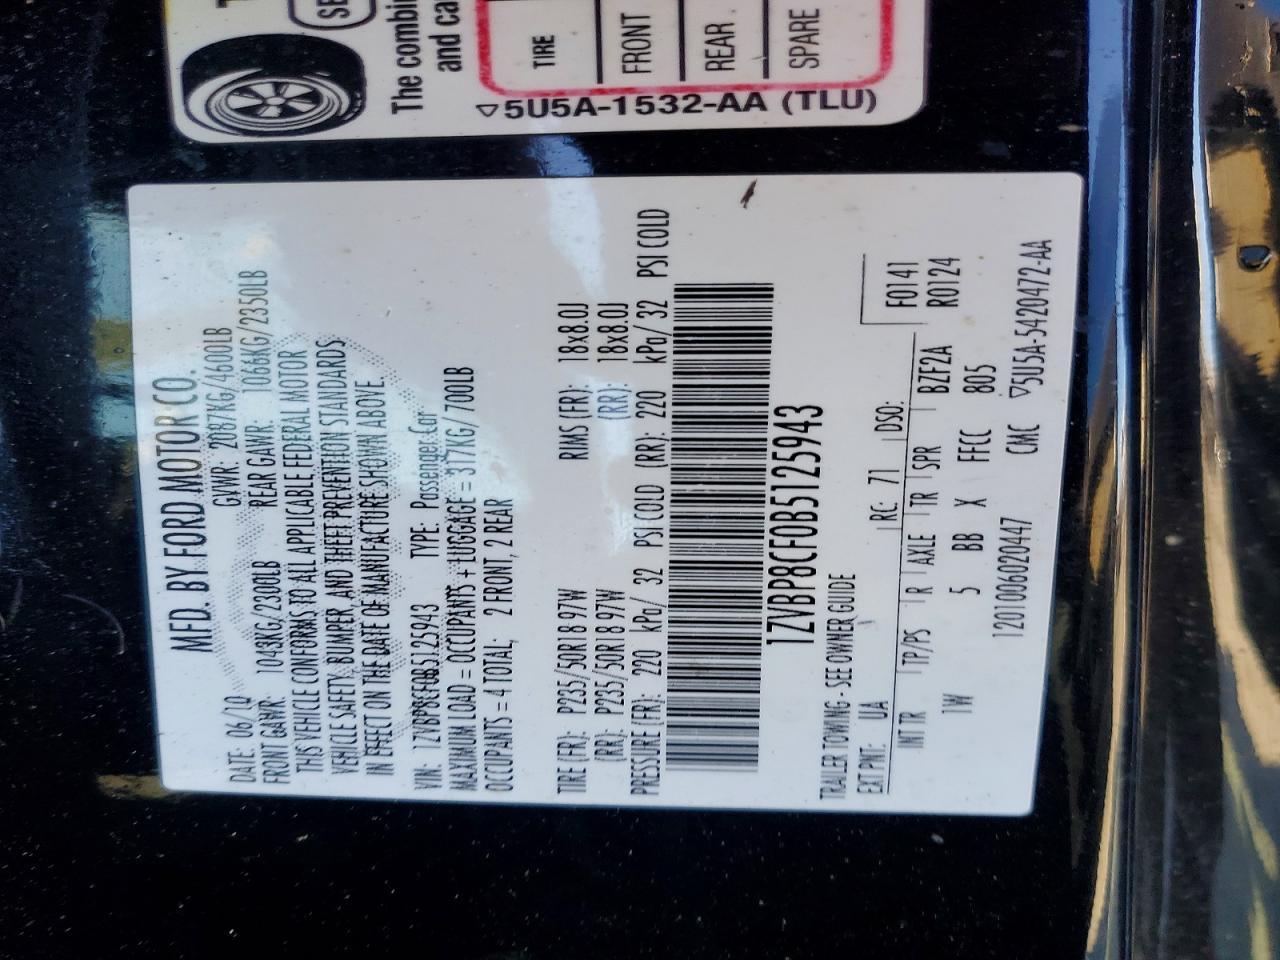 MFD. BY FORD MOTOR CO.
DATE: 06/10 GVWR: 2087KG/4600LB
FRONT GAWR: 1043KG/2300LB REAR GAWR: 1066KG/2350LB
THIS VEHICLE CONFORMS TO ALL APPLICABLE FEDERAL MOTOR
VEHICLE SAFETY, BUMPER, AND THEFT PREVENTION STANDARDS
IN EFFECT ON THE DATE OF MANUFACTURE SHOWN ABOVE.
VIN: 1ZVBP8CF0B5125943 TYPE: Passenger Car
MAXIMUM LOAD = OCCUPANTS + LUGGAGE = 317KG/700LB
OCCUPANTS = 4 TOTAL; 2 FRONT, 2 REAR
TIRE (FR): P235/50R18 97W RIMS (FR): 18x8.0J
(RR): P235/50R18 97W (RR): 18x8.0J
PRESSURE (FR): 220 kPa/ 32 PSI COLD (RR): 220 kPa/ 32 PSI COLD
1ZVBP8CF0B5125943
TRAILER TOWING - SEE OWNER GUIDE
EXT PNT: UA RC: 71 DSO: F0141
INT TR TP/PS R AXLE TR SPR BZF2A R0124
1W 5 BB X FFCC 805
1201006020447 CMC ▽5U5A-5420472-AA
SE
The combin
and ca
TIRE
FRONT
REAR
SPARE
▽5U5A-1532-AA (TLU)